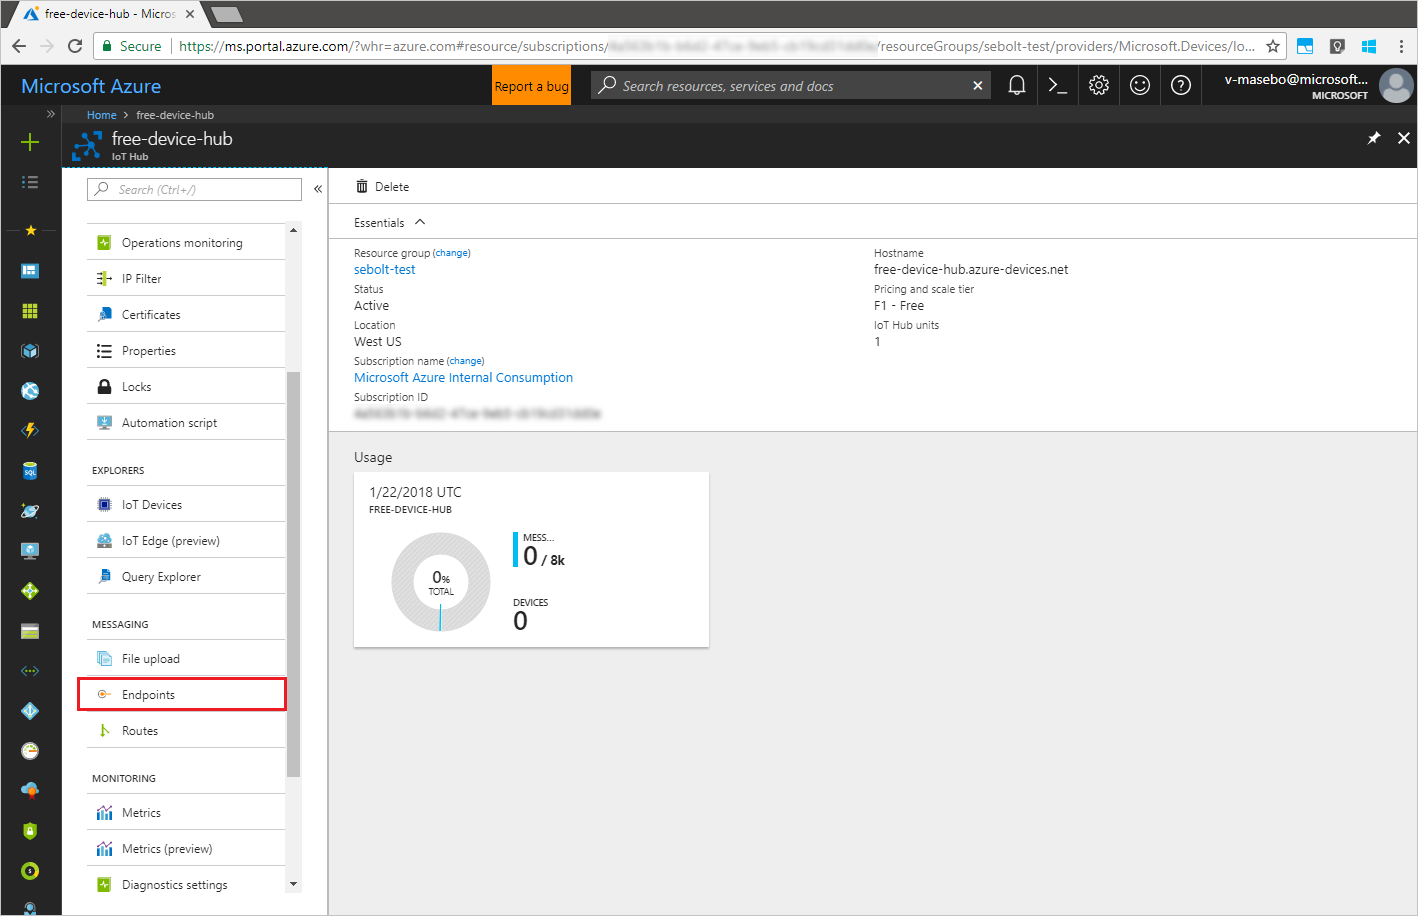 free-device-hub - Micros
Secure
https://ms.portal.azure.com/?whr=azure.com#resource/subscriptions/
/resourceGroups/sebolt-test/providers/Microsoft.Devices/Io...
Microsoft Azure
Report a bug
Search resources, services and docs
v-masebo@microsoft...
MICROSOFT
Home > free-device-hub
free-device-hub
IoT Hub
Search (Ctrl+/)
Operations monitoring
IP Filter
Certificates
Properties
Locks
Automation script
EXPLORERS
IoT Devices
IoT Edge (preview)
Query Explorer
MESSAGING
File upload
Endpoints
Routes
MONITORING
Metrics
Metrics (preview)
Diagnostics settings
Delete
Essentials
Resource group (change)
sebolt-test
Status
Active
Location
West US
Subscription name (change)
Microsoft Azure Internal Consumption
Subscription ID
Hostname
free-device-hub.azure-devices.net
Pricing and scale tier
F1 - Free
IoT Hub units
1
Usage
1/22/2018 UTC
FREE-DEVICE-HUB
0%
TOTAL
MESS...
0 / 8k
DEVICES
0